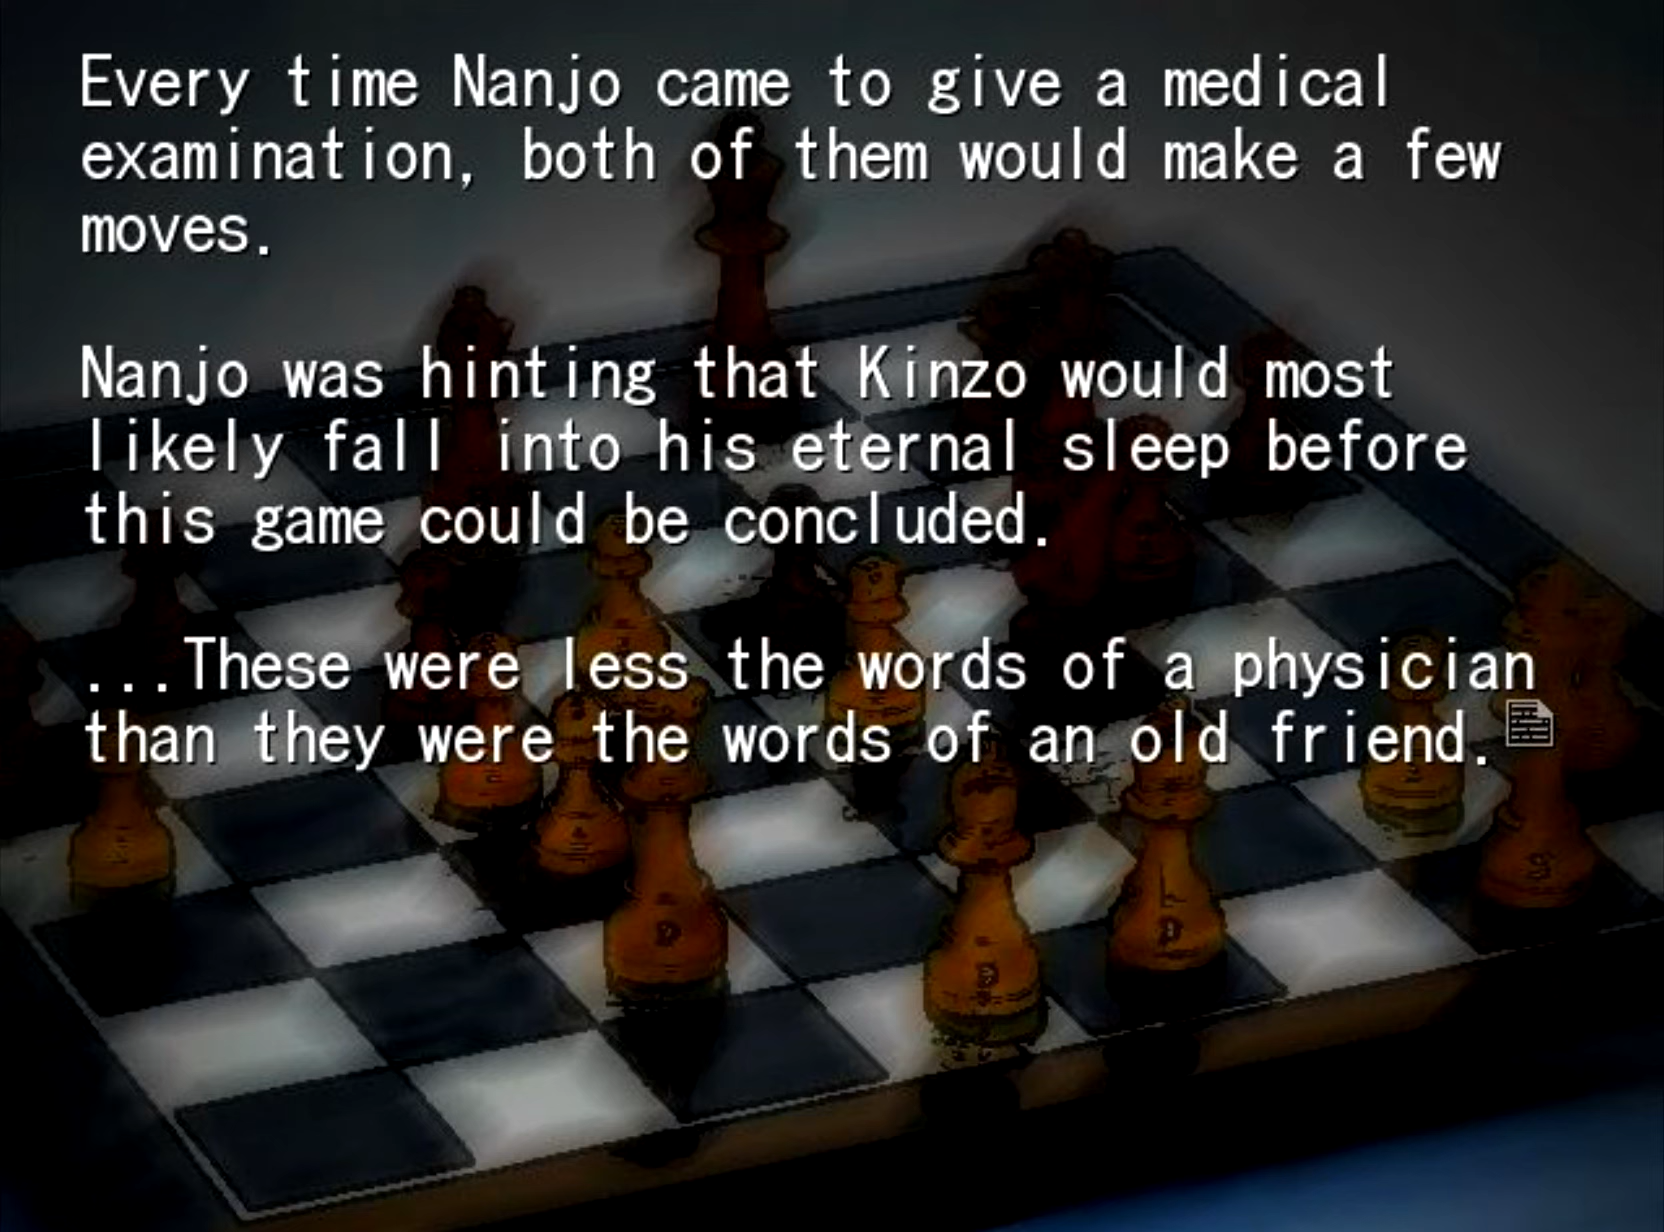 Every time Nanjo came to give a medical
examination, both of them would make a few
moves.
Nanjo was hinting that Kinzo would most
likely fall into his eternal sleep before
this game could be concluded.
...These were less the words of a physician
than they were the words of an old friend.